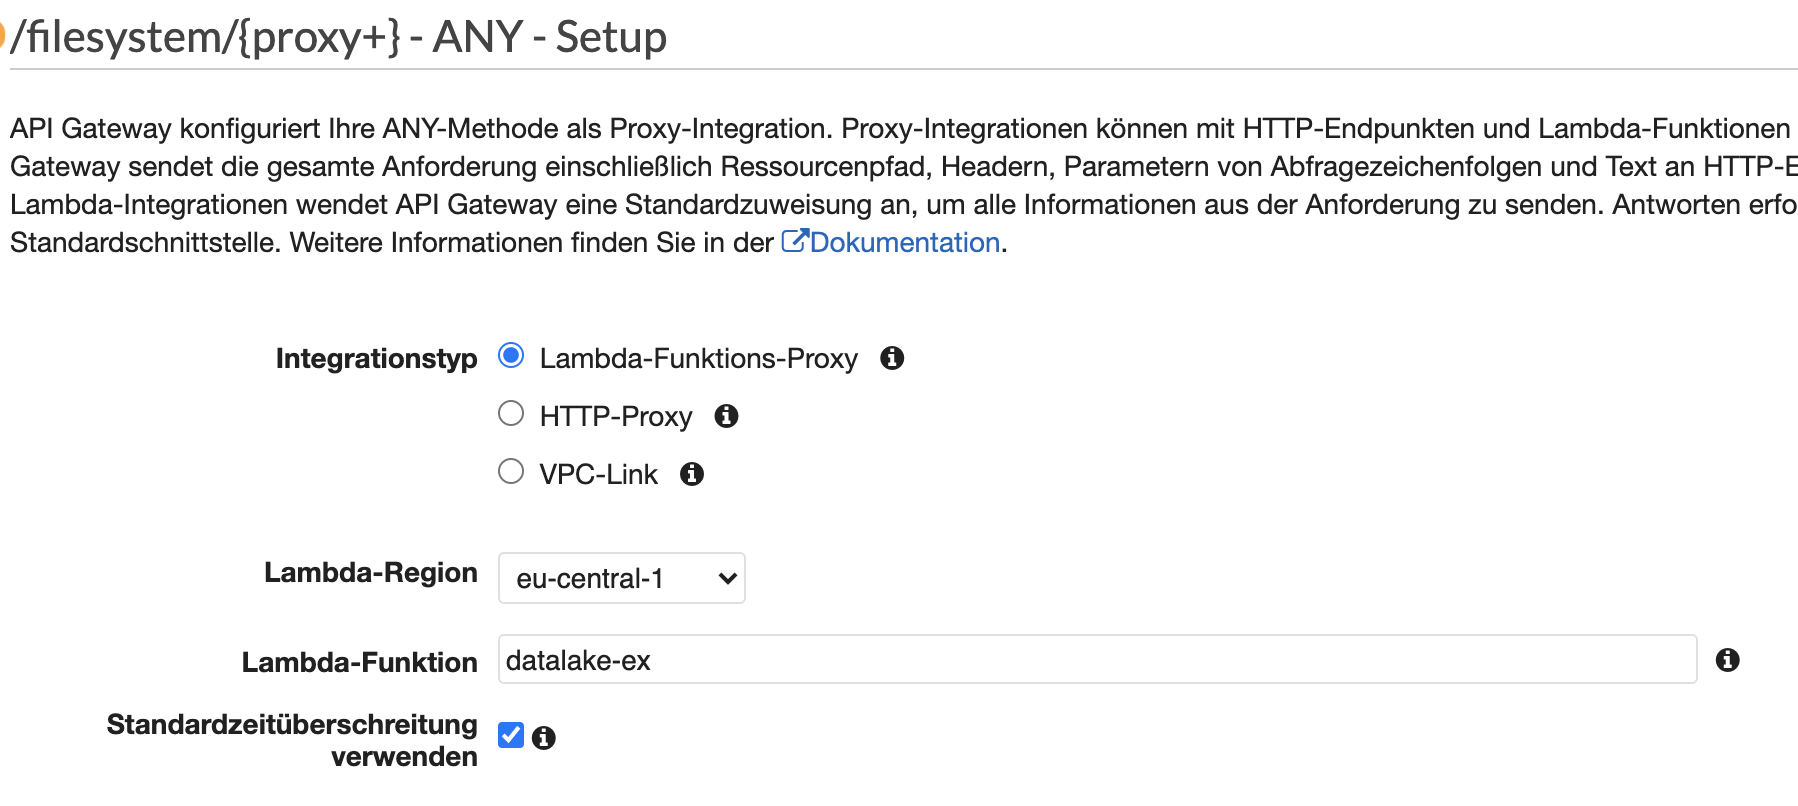 /filesystem/{proxy+} - ANY - Setup
API Gateway konfiguriert Ihre ANY-Methode als Proxy-Integration. Proxy-Integrationen können mit HTTP-Endpunkten und Lambda-Funktionen
Gateway sendet die gesamte Anforderung einschließlich Ressourcenpfad, Headern, Parametern von Abfragezeichenfolgen und Text an HTTP-E
Lambda-Integrationen wendet API Gateway eine Standardzuweisung an, um alle Informationen aus der Anforderung zu senden. Antworten erfo
Standardschnittstelle. Weitere Informationen finden Sie in der Dokumentation.
Integrationstyp Lambda-Funktions-Proxy
HTTP-Proxy
VPC-Link
Lambda-Region eu-central-1
Lambda-Funktion datalake-ex
Standardzeitüberschreitung
verwenden